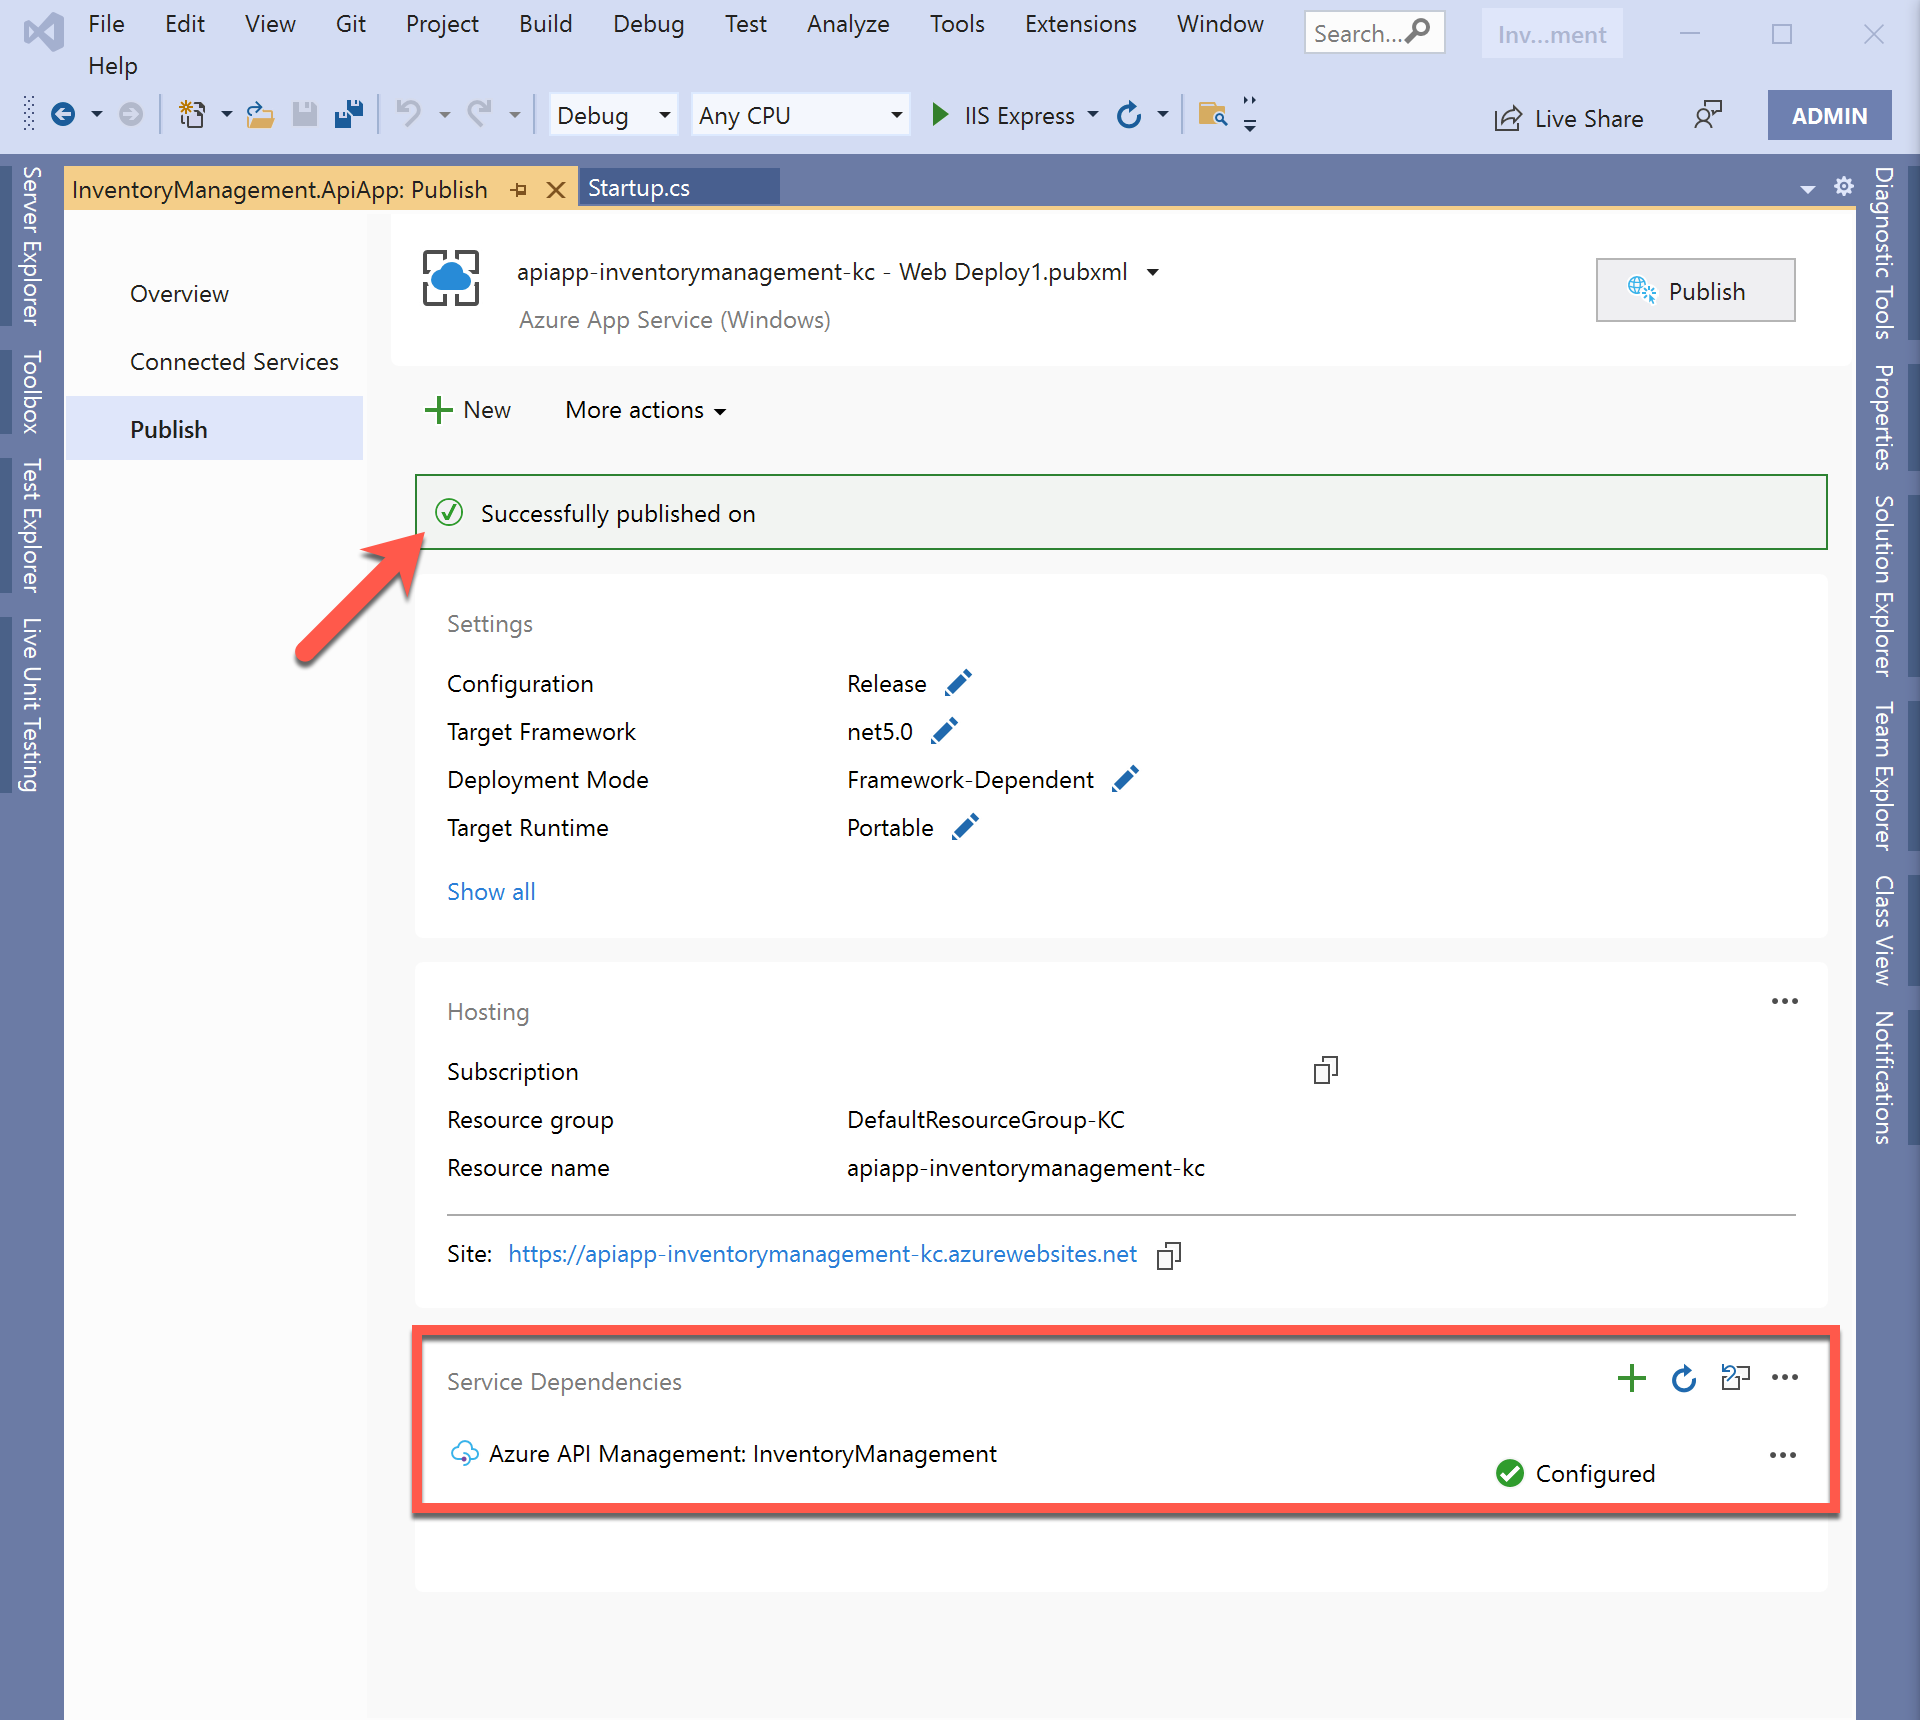 File Edit View Git Project Build Debug Test Analyze Tools Extensions Window Search... Inv...ment
Help
Debug Any CPU IIS Express Live Share ADMIN
InventoryManagement.ApiApp: Publish Startup.cs
Server Explorer
Toolbox
Test Explorer
Live Unit Testing
Overview
Connected Services
Publish
apiapp-inventorymanagement-kc - Web Deploy1.pubxml
Azure App Service (Windows)
Publish
New More actions
Successfully published on
Settings
Configuration Release
Target Framework net5.0
Deployment Mode Framework-Dependent
Target Runtime Portable
Show all
Hosting
Subscription
Resource group DefaultResourceGroup-KC
Resource name apiapp-inventorymanagement-kc
Site: https://apiapp-inventorymanagement-kc.azurewebsites.net
Service Dependencies
Azure API Management: InventoryManagement
Configured
Diagnostic Tools
Properties
Solution Explorer
Team Explorer
Class View
Notifications